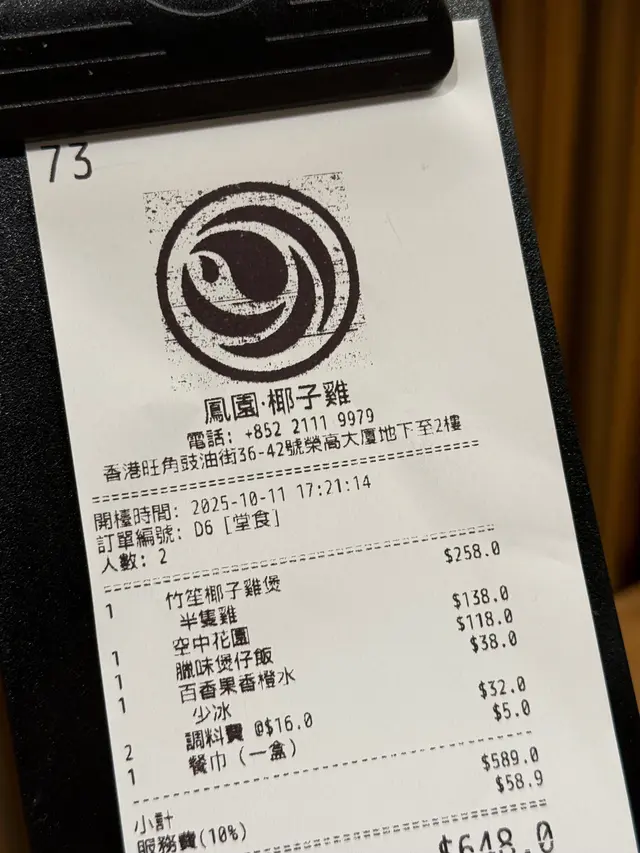 73
鳳園·椰子雞
電話: +852 2111 9979
香港旺角豉油街36-42號榮高大廈地下至2樓
開檯時間: 2025-10-11 17:21:14
訂單編號: D6 [堂食]
人數: 2
1 竹笙椰子雞煲 $258.0
半隻雞
1 空中花園 $138.0
1 臘味煲仔飯 $118.0
1 百香果香橙水 $38.0
少冰
2 調料費 @$16.0 $32.0
1 餐巾 (一盒) $5.0
小計 $589.0
服務費(10%) $58.9
$648.0